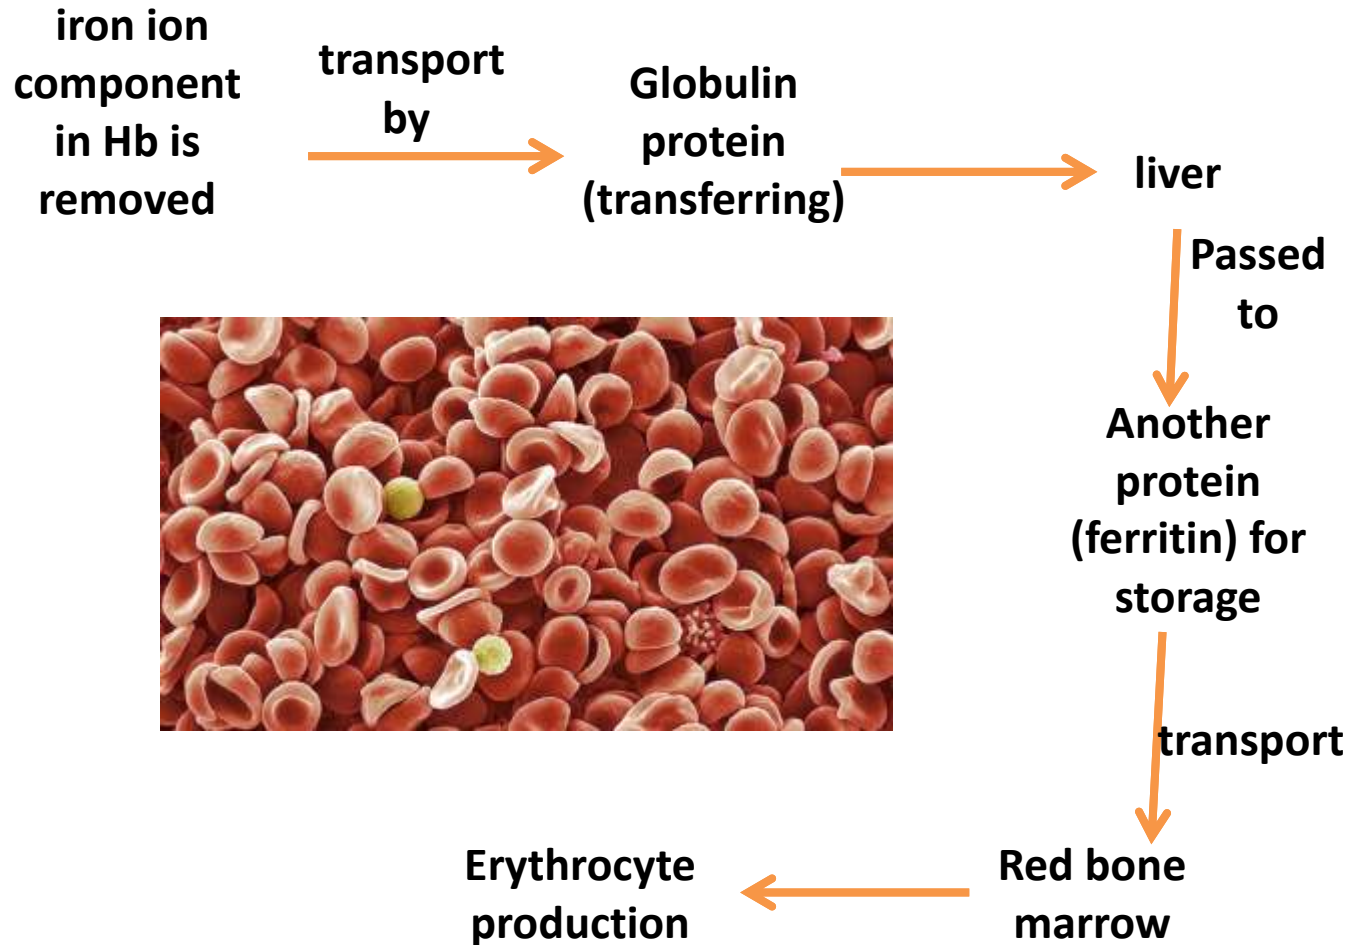 iron ion
component
in Hb is
removed
transport
by
Globulin
protein
(transferring)
liver
Passed
to
Another
protein
(ferritin) for
storage
transport
Red bone
marrow
Erythrocyte
production